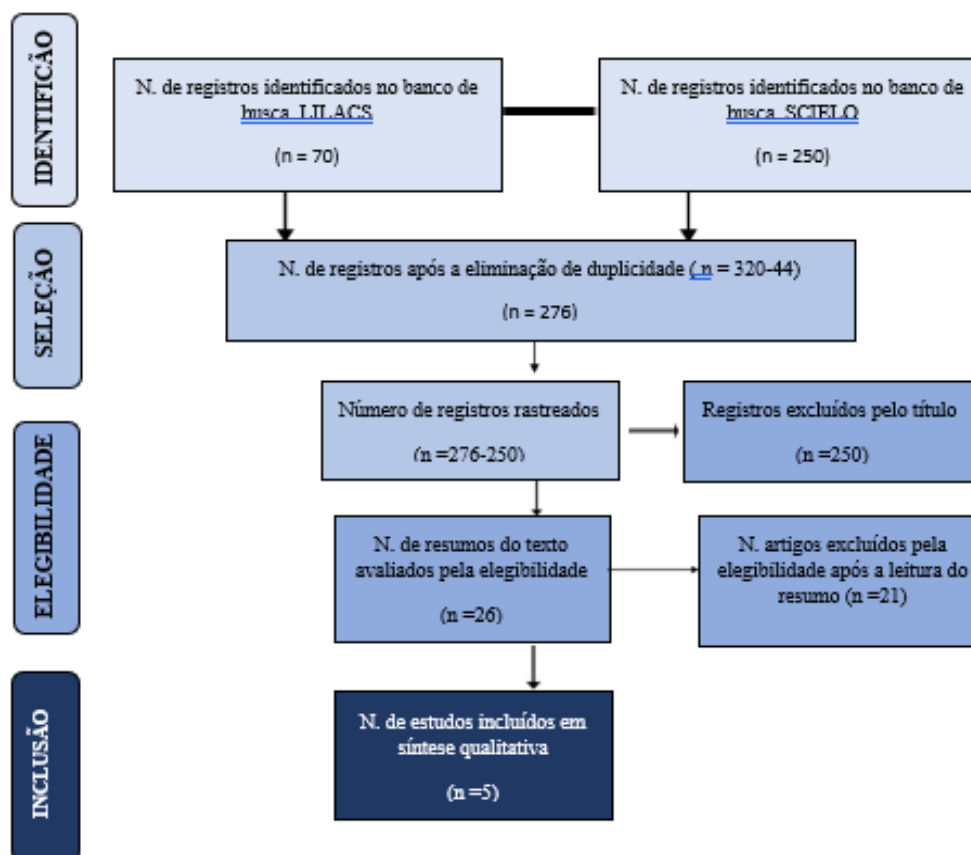 IDENTIFICÃO
N. de registros identificados no banco de
busca LILACS
(n = 70)
N. de registros identificados no banco de
busca SCIELO
(n = 250)
SELEÇÃO
N. de registros após a eliminação de duplicidade ( n = 320-44)
(n = 276)
Número de registros rastreados
(n =276-250)
Registros excluídos pelo título
(n =250)
ELEGIBILIDADE
N. de resumos do texto
avaliados pela elegibilidade
(n =26)
N. artigos excluídos pela
elegibilidade após a leitura do
resumo (n =21)
INCLUSÃO
N. de estudos incluídos em
síntese qualitativa
(n =5)